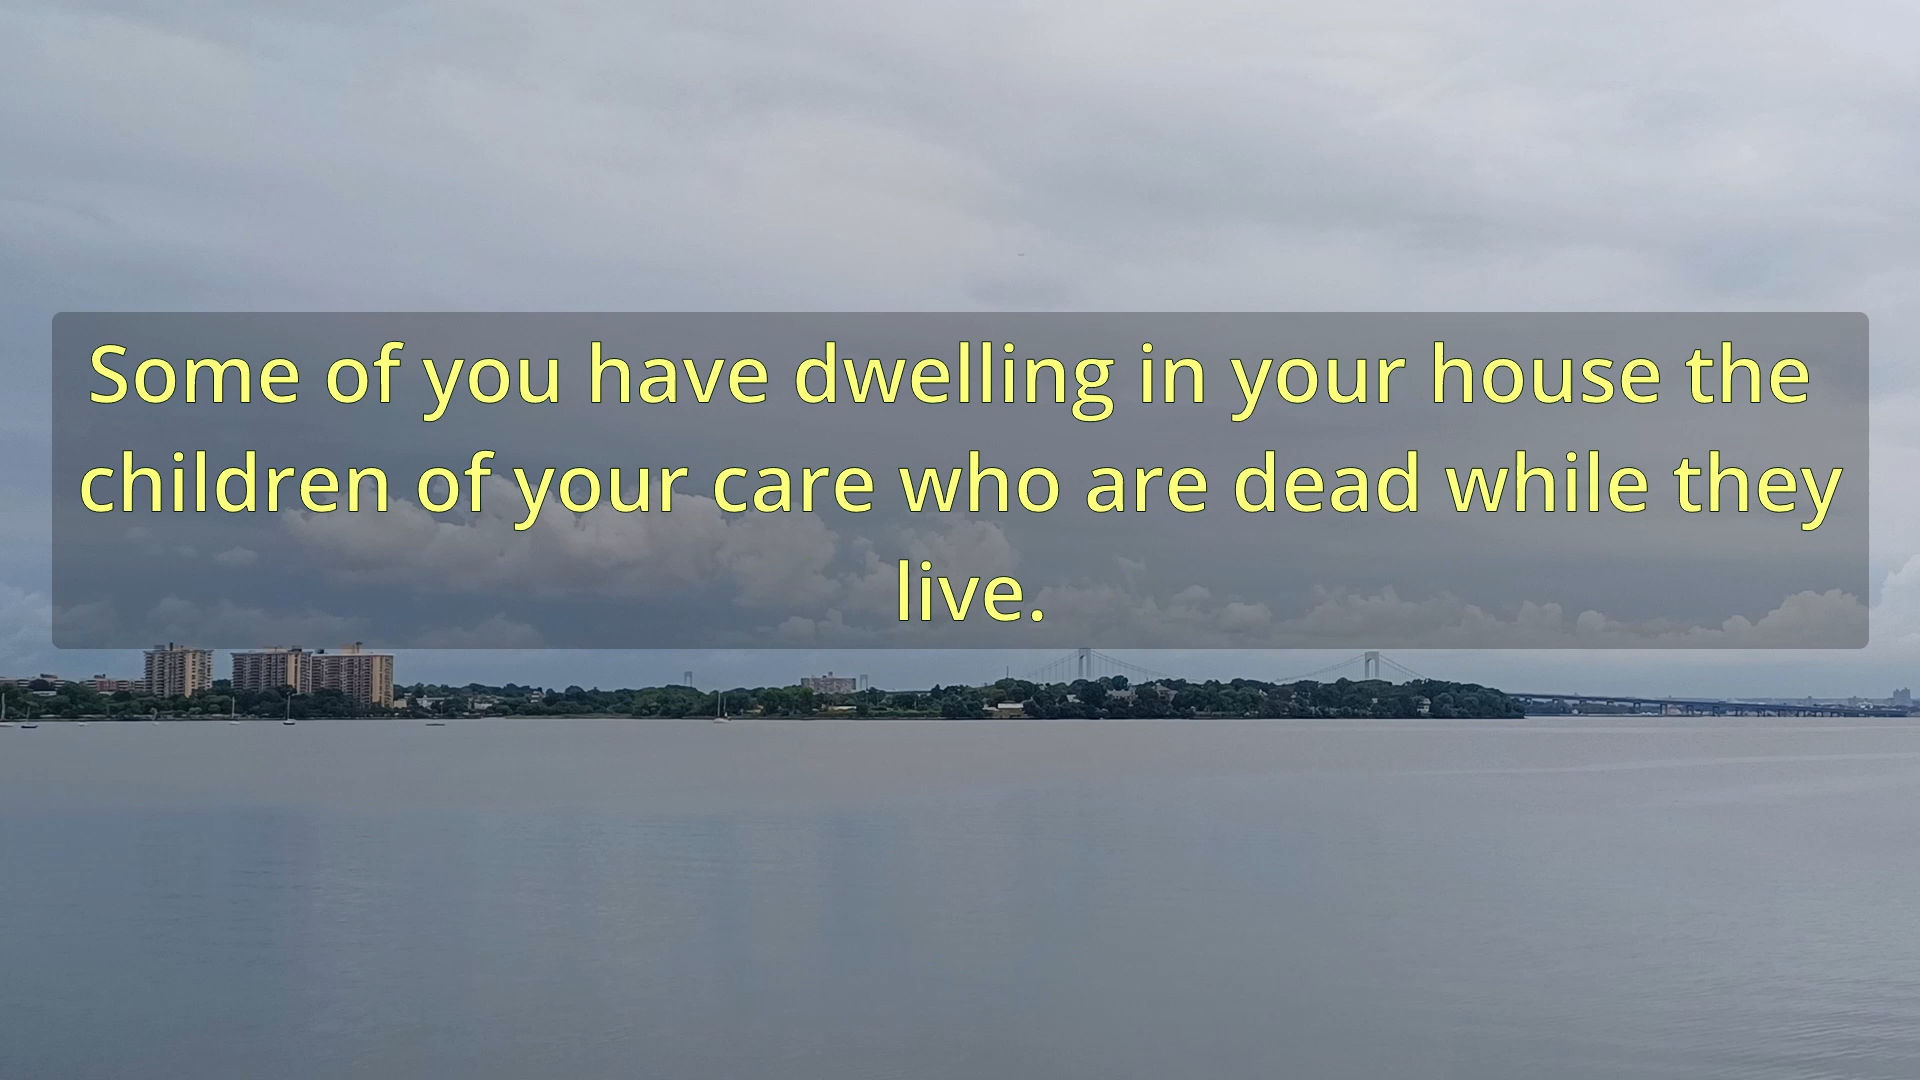 Some of you have dwelling in your house the
children of your care who are dead while they
live.